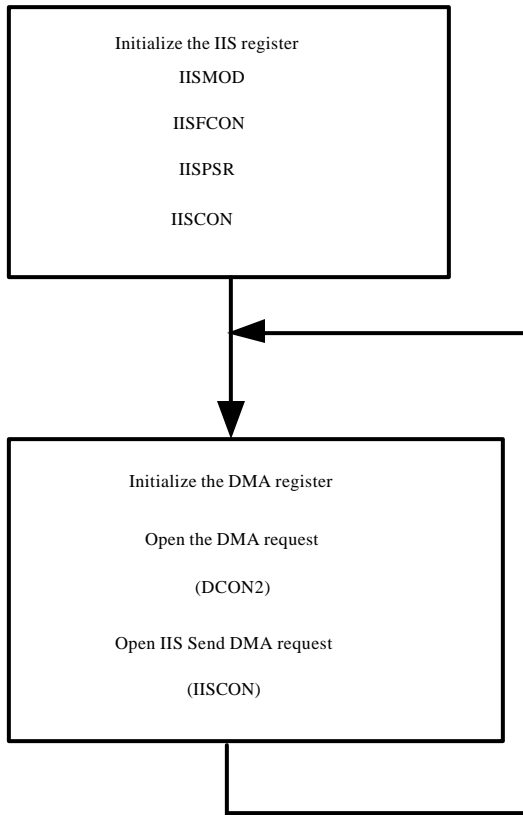 Initialize the IIS register
IISMOD
IISFCON
IISPSR
IISCON
Initialize the DMA register
Open the DMA request
(DCON2)
Open IIS Send DMA request
(IISCON)